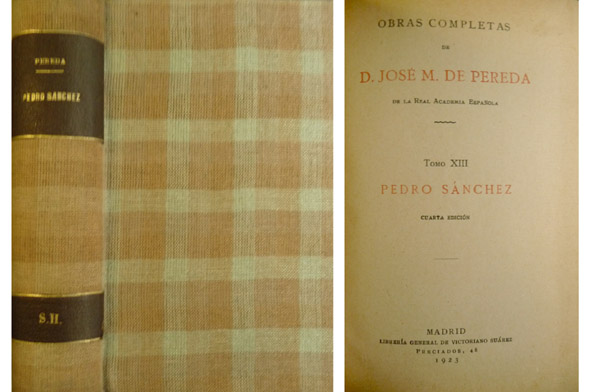 PEREDA
PEDRO SÁNCHEZ
S.H.
OBRAS COMPLETAS
DE
D. JOSÉ M. DE PEREDA
DE LA REAL ACADEMIA ESPAÑOLA
TOMO XIII
PEDRO SÁNCHEZ
CUARTA EDICIÓN
MADRID
LIBRERÍA GENERAL DE VICTORIANO SUÁREZ
PRECIADOS, 48
1925